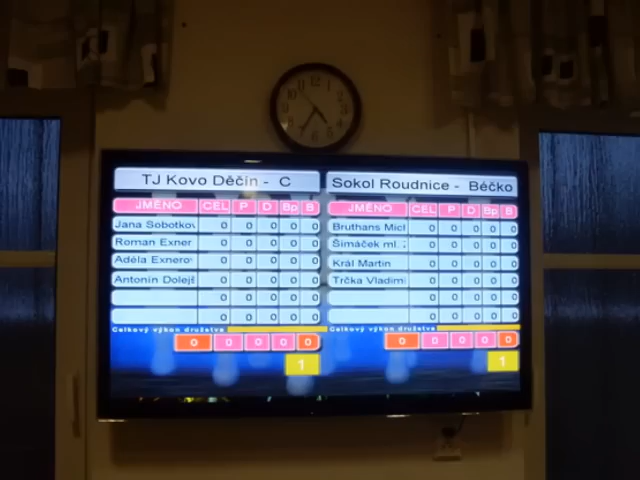 TJ Kovo Děčín - C
JMÉNO CEL P D Bp B
Jana Sobotkov 0 0 0 0 0
Roman Exner 0 0 0 0 0
Adéla Exnerov 0 0 0 0 0
Antonín Dolejš 0 0 0 0 0
0 0 0 0 0
0 0 0 0 0
Celkový výkon družstva
0 0 0 0 0
1
Sokol Roudnice - Béčko
JMÉNO CEL P D Bp B
Bruthans Mich 0 0 0 0 0
Šimáček ml. 0 0 0 0 0
Král Martin 0 0 0 0 0
Trčka Vladimí 0 0 0 0 0
0 0 0 0 0
0 0 0 0 0
Celkový výkon družstva
0 0 0 0 0
1